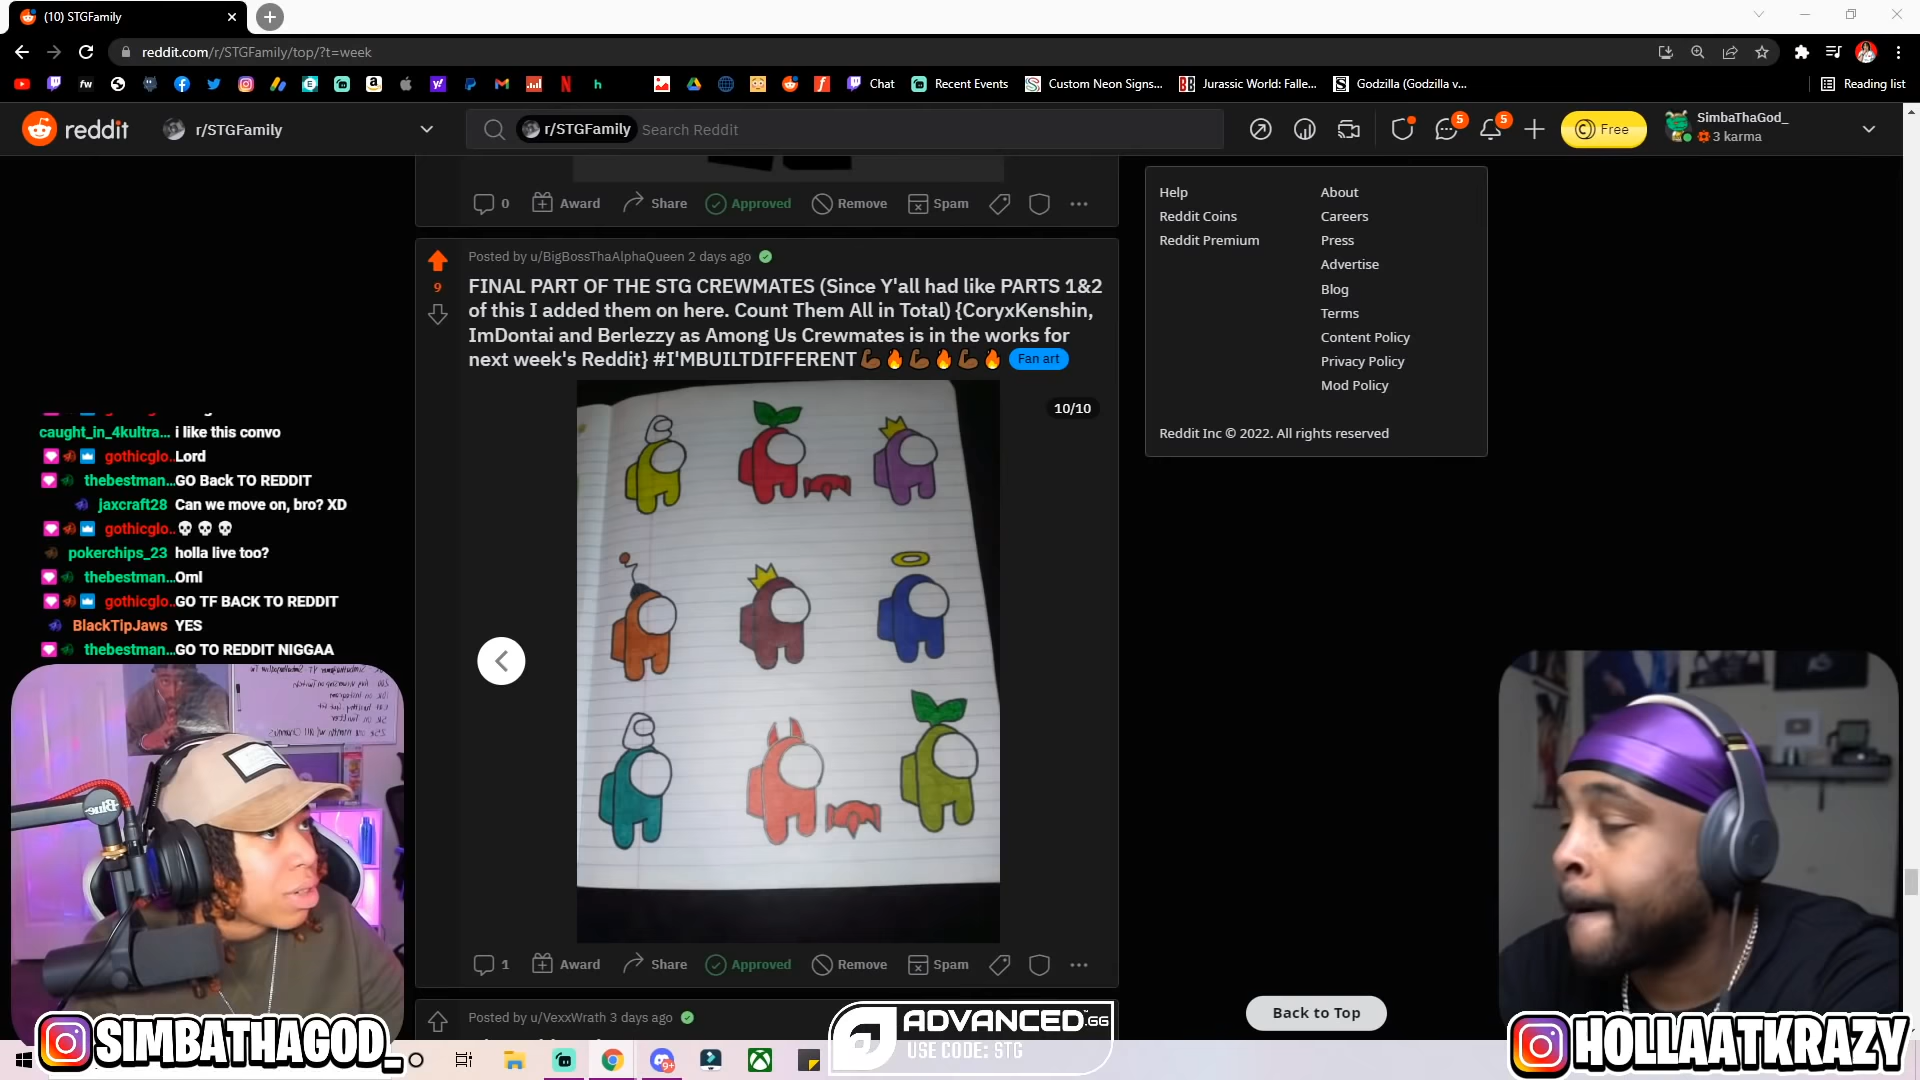 (10) STGFamily
reddit.com/r/STGFamily/top/?t=week
Chat
Recent Events
Custom Neon Signs...
Jurassic World: Falle...
Godzilla (Godzilla v...
Reading list
reddit
r/STGFamily
r/STGFamily
Search Reddit
5
5
Free
SimbaThaGod_
3 karma
0 Award Share Approved Remove Spam
Help
About
Reddit Coins
Careers
Reddit Premium
Press
Advertise
Blog
Terms
Content Policy
Privacy Policy
Mod Policy
Reddit Inc © 2022. All rights reserved
Posted by u/BigBossThaAlphaQueen 2 days ago
9
FINAL PART OF THE STG CREWMATES (Since Y'all had like PARTS 1&2
of this I added them on here. Count Them All in Total) {CoryxKenshin,
ImDontai and Berlezzy as Among Us Crewmates is in the works for
next week's Reddit} #I'MBUILTDIFFERENT💪🏾🔥💪🏾🔥💪🏾🔥 Fan art
10/10
caught_in_4kultra... i like this convo
gothicglo..Lord
thebestman...GO Back TO REDDIT
jaxcraft28 Can we move on, bro? XD
gothicglo..💀💀💀
pokerchips_23 holla live too?
thebestman...Oml
gothicglo..GO TF BACK TO REDDIT
BlackTipJaws YES
thebestman...GO TO REDDIT NIGGAA
1 Award Share Approved Remove Spam
Posted by u/VexxWrath 3 days ago
Back to Top
SIMBATHAGOD_
ADVANCED.GG
USE CODE: STG
HOLLAATKRAZY